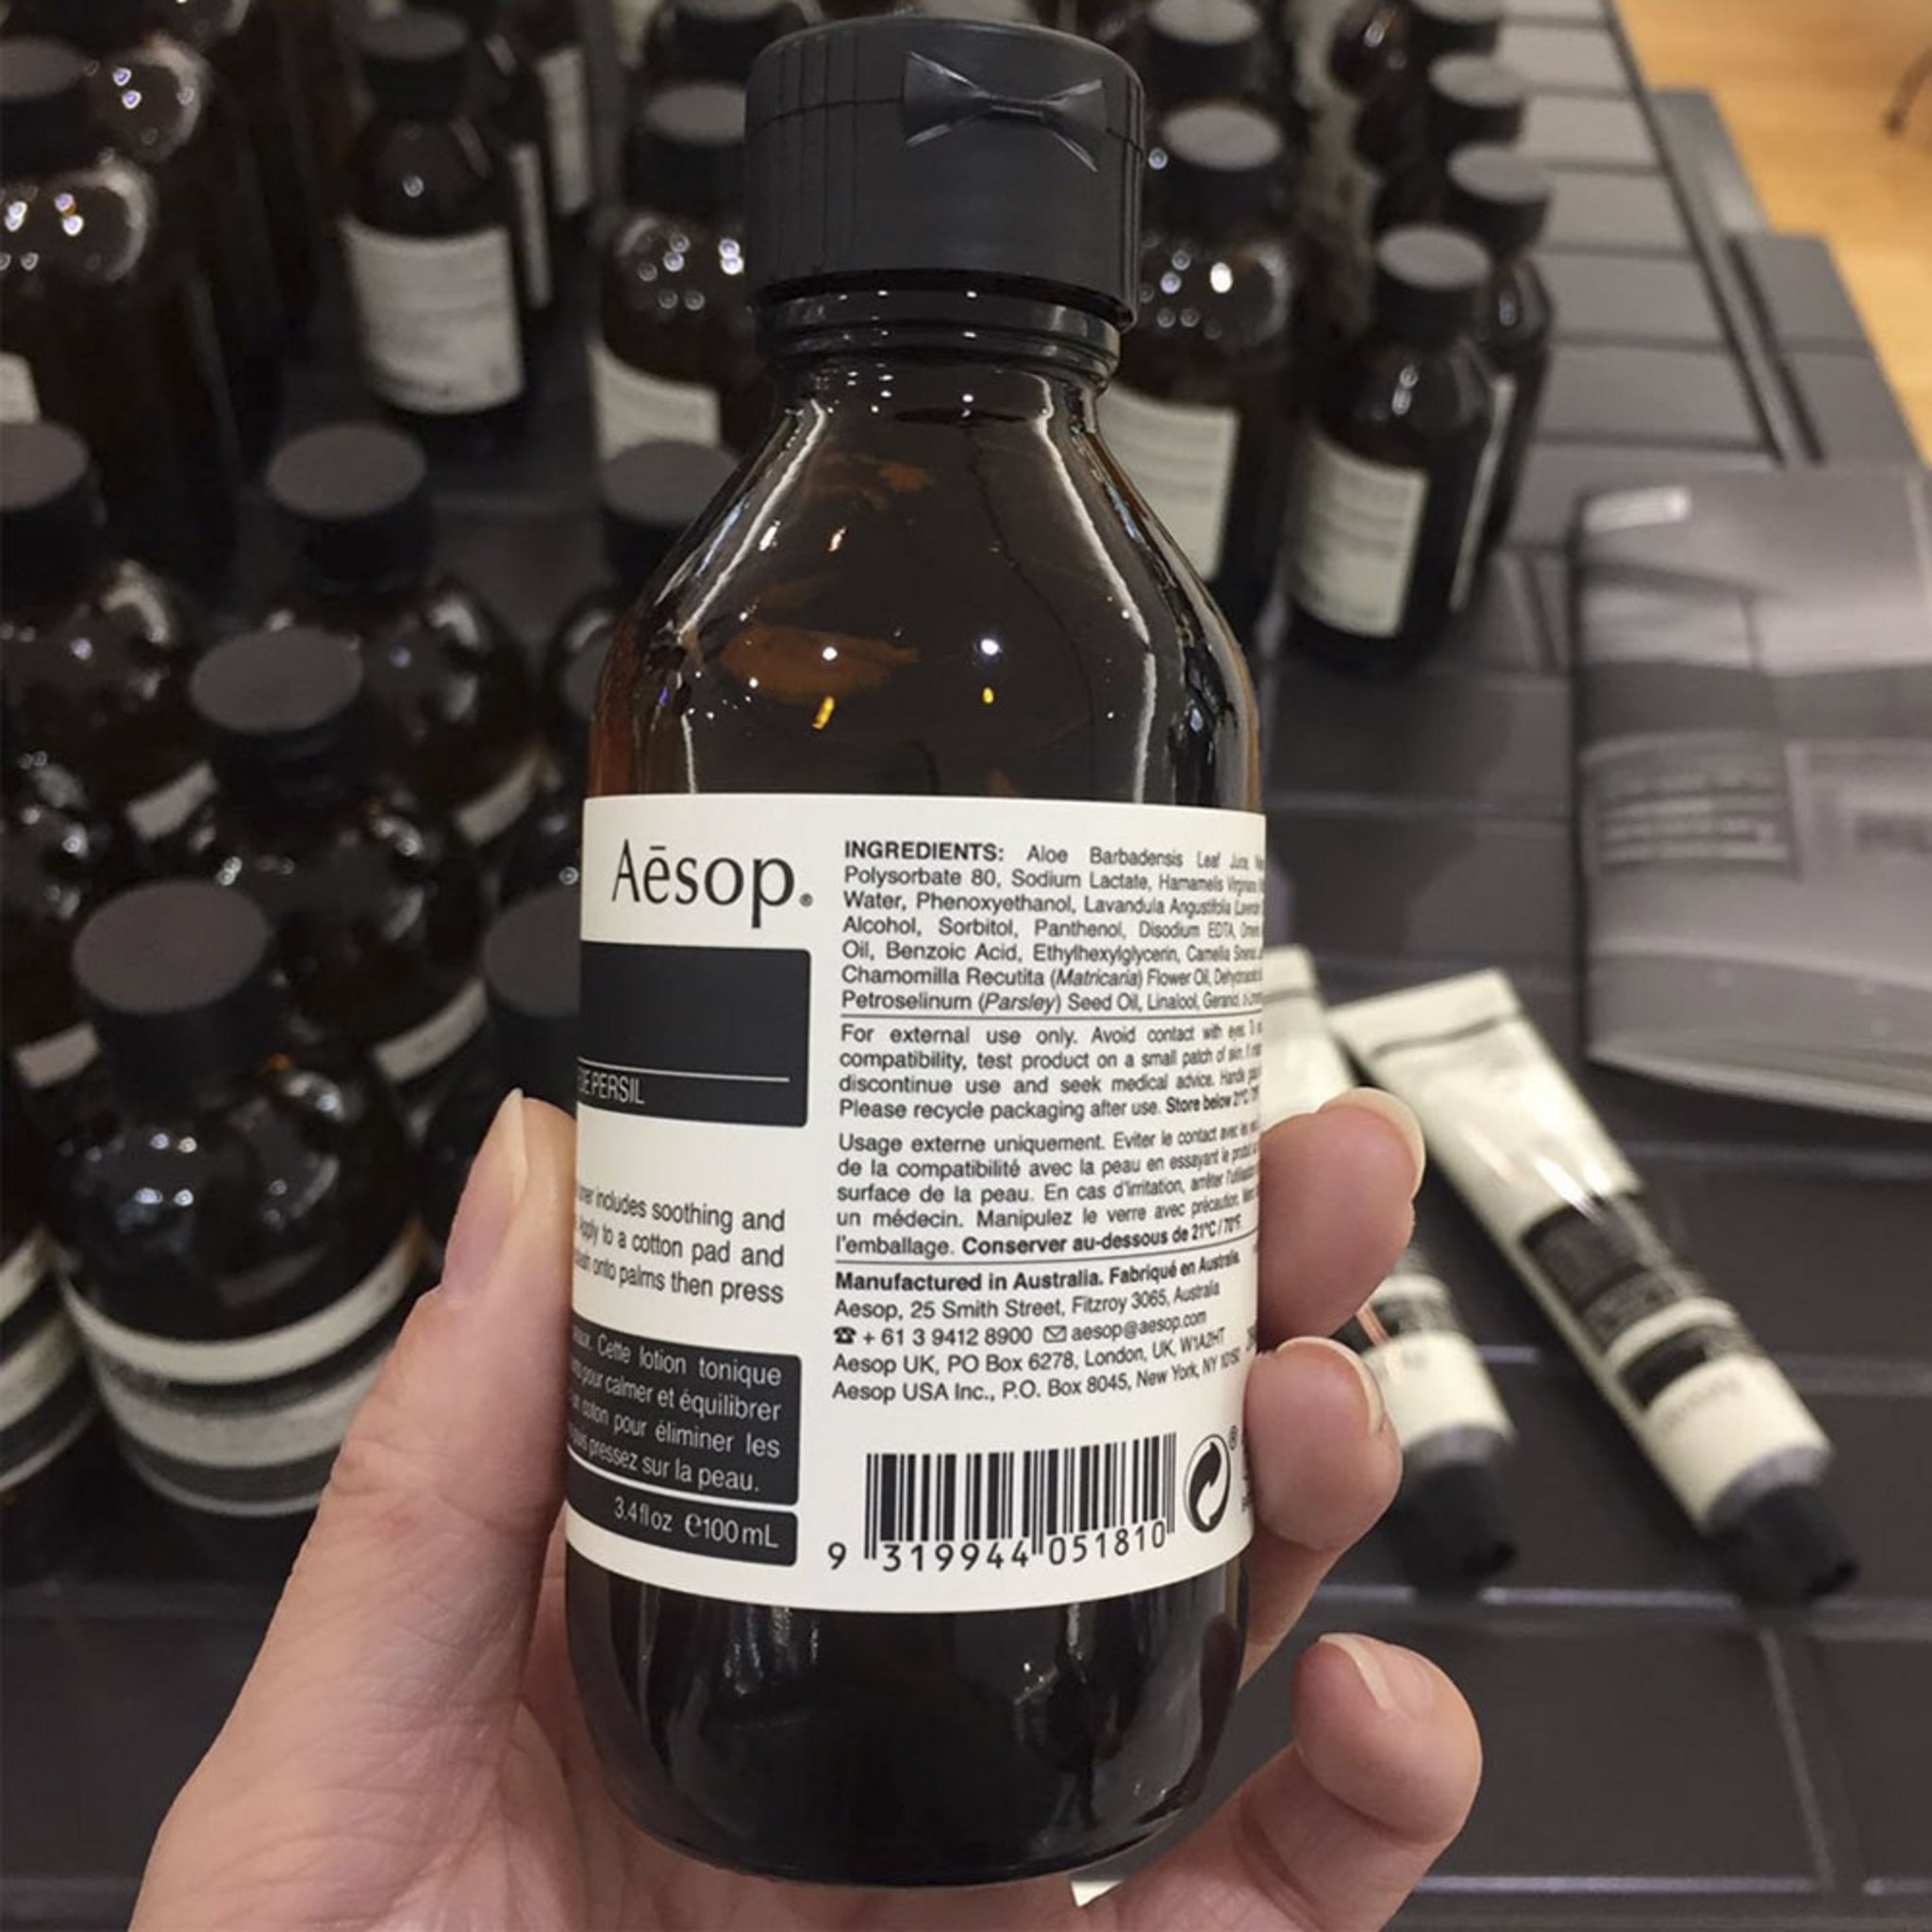 Aēsop®
DE PERSIL
includes soothing and
to a cotton pad and
onto palms then press
Cette lotion tonique
pour calmer et équilibrer
coton pour éliminer les
pressez sur la peau.
3.4 fl oz ℮100 mL
INGREDIENTS: Aloe Barbadensis Leaf
Polysorbate 80, Sodium Lactate, Hamamelis
Water, Phenoxyethanol, Lavandula Angustifolia
Alcohol, Sorbitol, Panthenol, Disodium EDTA,
Oil, Benzoic Acid, Ethylhexylglycerin, Camellia
Chamomilla Recutita (Matricaria) Flower Oil,
Petroselinum (Parsley) Seed Oil, Linalool,
For external use only. Avoid contact with eyes.
compatibility, test product on a small patch of skin.
discontinue use and seek medical advice. Handle
Please recycle packaging after use. Store below 21°C
Usage externe uniquement. Eviter le contact avec
de la compatibilité avec la peau en essayant le
surface de la peau. En cas d'irritation, arrêter
un médecin. Manipulez le verre avec précaution.
l'emballage. Conserver au-dessous de 21°C/70°F.
Manufactured in Australia. Fabriqué en Australie.
Aesop, 25 Smith Street, Fitzroy 3065, Australia
☎ + 61 3 9412 8900 ✉ aesop@aesop.com
Aesop UK, PO Box 6278, London, UK, W1A2HT
Aesop USA Inc., P.O. Box 8045, New York, NY
9 319944 051810